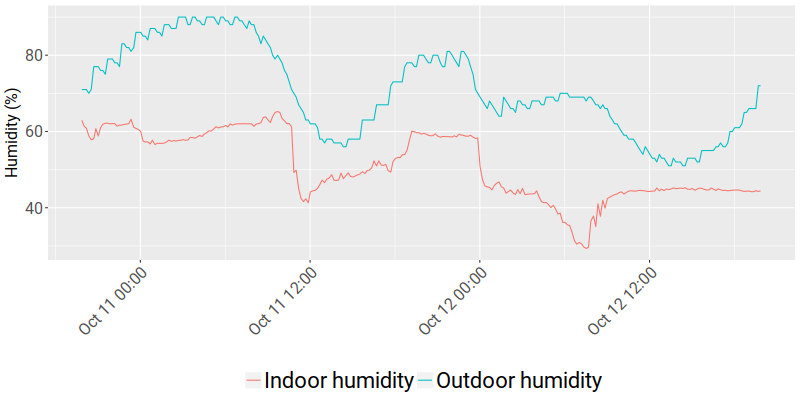 Humidity (%)
80
60
40
Oct 11 00:00
Oct 11 12:00
Oct 12 00:00
Oct 12 12:00
Indoor humidity Outdoor humidity